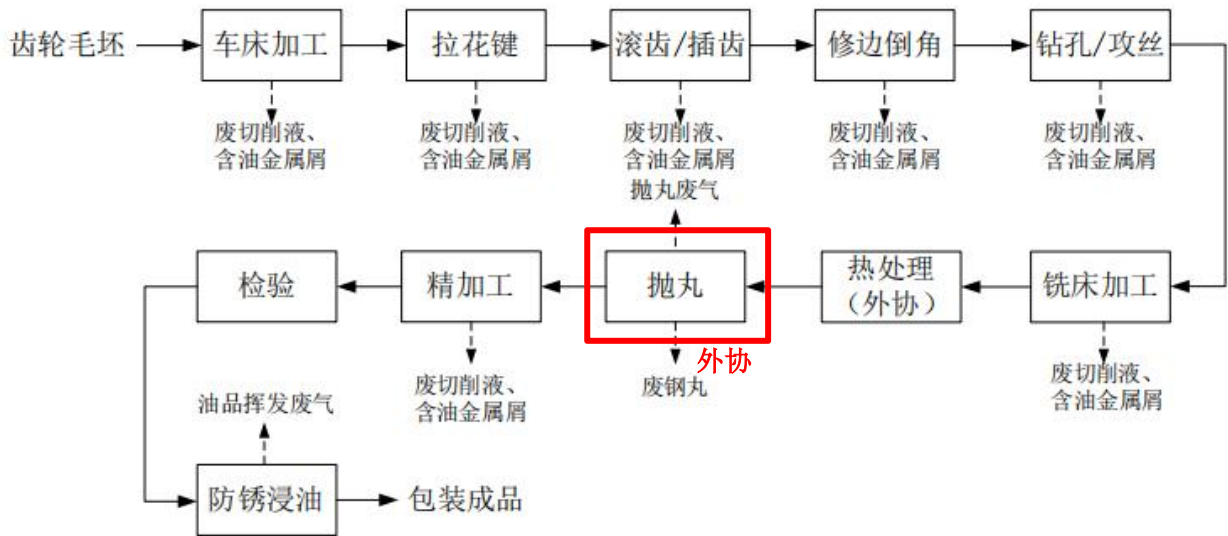 齿轮毛坯
车床加工
拉花键
滚齿/插齿
修边倒角
钻孔/攻丝
废切削液、
含油金属屑
废切削液、
含油金属屑
废切削液、
含油金属屑
废切削液、
含油金属屑
废切削液、
含油金属屑
抛丸废气
检验
精加工
抛丸
热处理
（外协）
铣床加工
外协
废切削液、
含油金属屑
废钢丸
废切削液、
含油金属屑
油品挥发废气
防锈浸油
包装成品